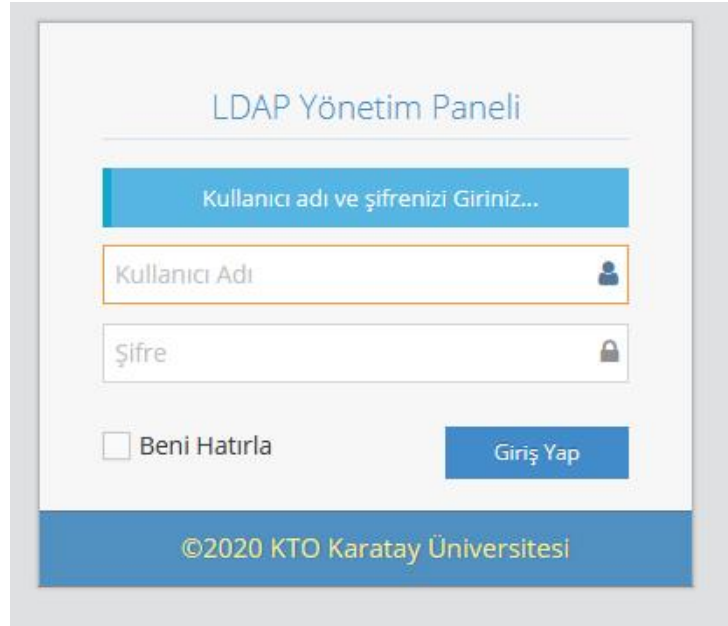 LDAP Yönetim Paneli
Kullanıcı adı ve şifrenizi Giriniz...
Kullanıcı Adı
Şifre
Beni Hatırla
Giriş Yap
©2020 KTO Karatay Üniversitesi